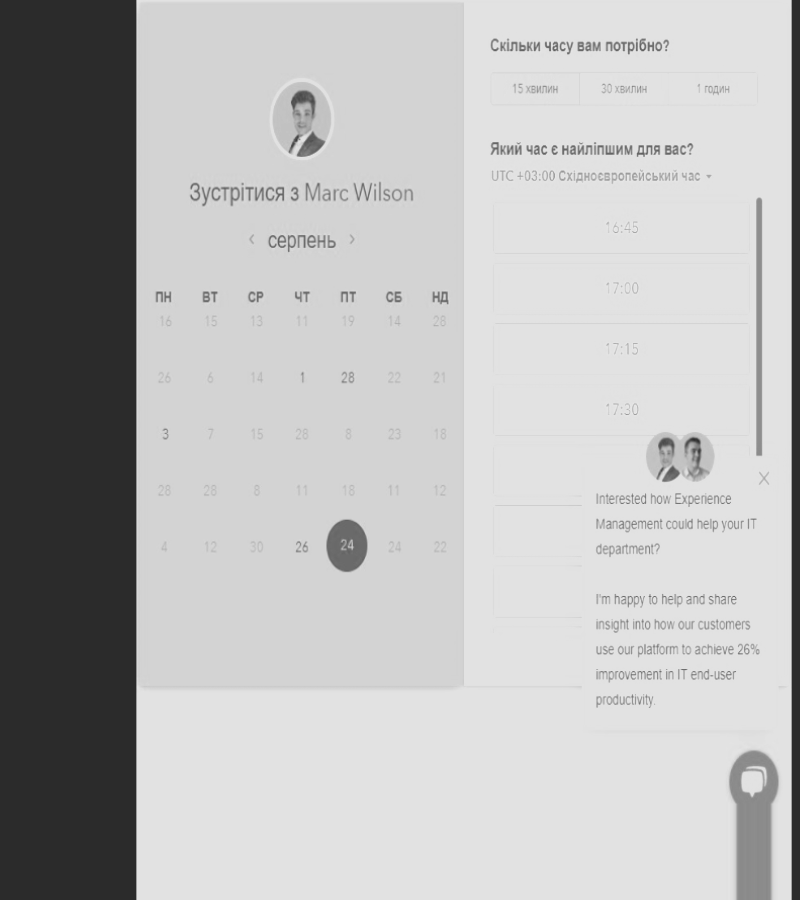 Зустрітися з Marc Wilson
серпень
ПН ВТ СР ЧТ ПТ СБ НД
16 15 13 11 19 14 28
26 6 14 1 28 22 21
3 7 15 28 8 23 18
28 28 8 11 18 11 12
4 12 30 26 24 24 22
Скільки часу вам потрібно?
15 хвилин 30 хвилин 1 годин
Який час є найліпшим для вас?
UTC +03:00 Східноєвропейський час
16:45
17:00
17:15
17:30
Interested how Experience
Management could help your IT
department?
I'm happy to help and share
insight into how our customers
use our platform to achieve 26%
improvement in IT end-user
productivity.